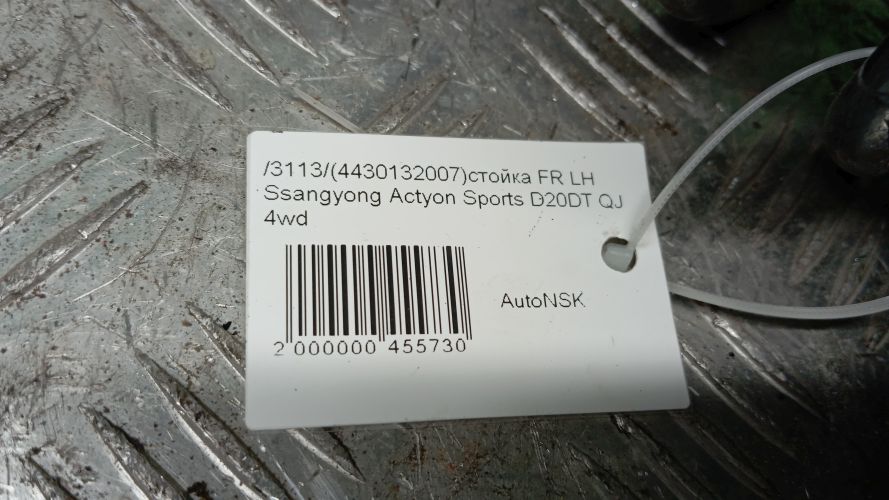 /3113/(4430132007)стойка FR LH
Ssangyong Actyon Sports D20DT QJ
4wd
AutoNSK
2 000000 455730